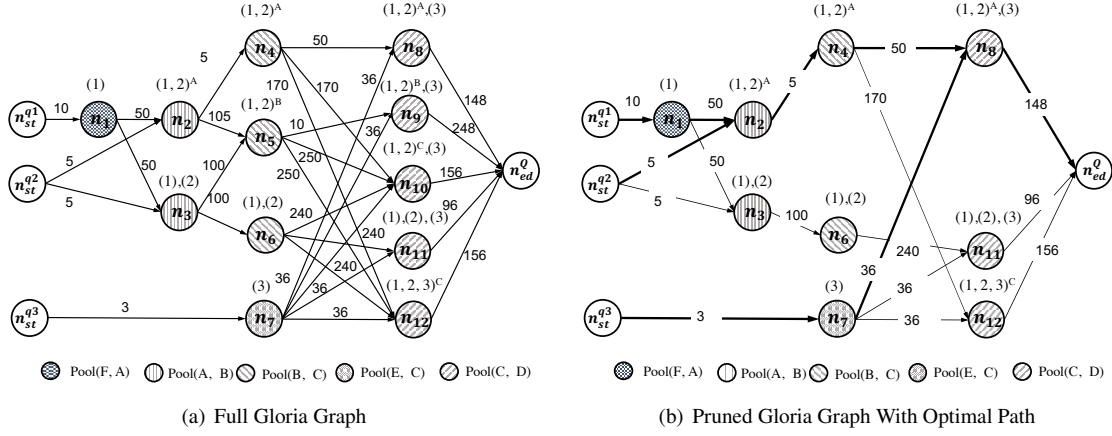 (1, 2)ᴬ (1, 2)ᴬ,(3)
n₄ 50 n₈
5 36
(1) (1, 2)ᴬ 170 170 (1, 2)ᴮ,(3) 148
n_st^q1 10 n₁ 50 n₂ 105 (1, 2)ᴮ 10 n₉ 248
5 n₅ 36 (1, 2)ᶜ,(3)
n_st^q2 50 100 250 n₁₀ 156 n_ed^Q
5 (1),(2) 250
n₃ 100 (1),(2) (1),(2),(3) 96
n₆ 240 240 n₁₁
240 156
36 36 (1, 2, 3)ᶜ
(3)
n_st^q3 3 n₇ 36 n₁₂
Pool(F, A) Pool(A, B) Pool(B, C) Pool(E, C) Pool(C, D)
(a) Full Gloria Graph
(1, 2)ᴬ (1, 2)ᴬ,(3)
n₄ 50 n₈
5
(1) (1, 2)ᴬ 170 148
n_st^q1 10 n₁ 50 n₂
5 50
n_st^q2 (1),(2) n_ed^Q
5 n₃ 100 (1),(2) (1),(2),(3) 96
n₆ 240 n₁₁
36 156
(3) 36 (1, 2, 3)ᶜ
n_st^q3 3 n₇ 36 n₁₂
Pool(F, A) Pool(A, B) Pool(B, C) Pool(E, C) Pool(C, D)
(b) Pruned Gloria Graph With Optimal Path